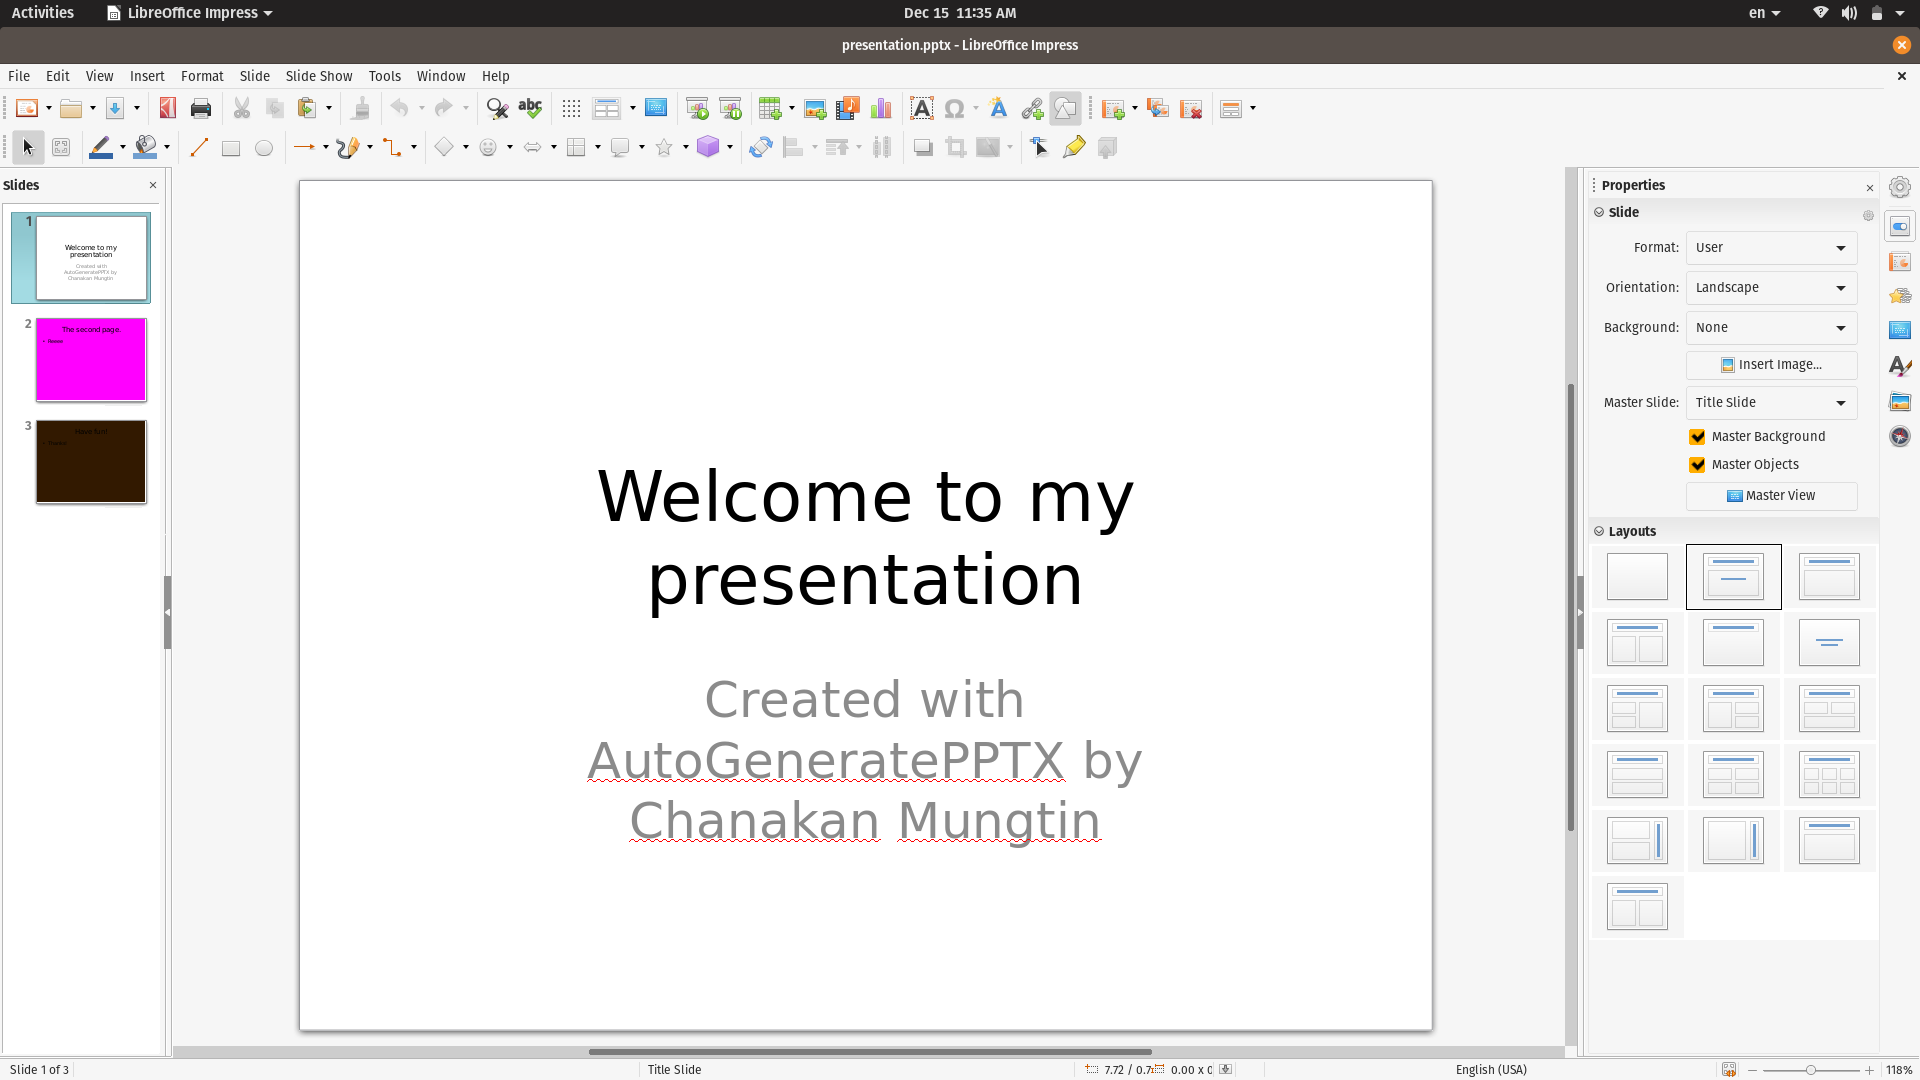 Activities
LibreOffice Impress
Dec 15 11:35 AM
en
presentation.pptx - LibreOffice Impress
File Edit View Insert Format Slide Slide Show Tools Window Help
abc
Slides
1
Welcome to my
presentation
Created with
AutoGeneratePPTX by
Chanakan Mungtin
2
The second page.
3
Welcome to my
presentation
Created with
AutoGeneratePPTX by
Chanakan Mungtin
Properties
Slide
Format: User
Orientation: Landscape
Background: None
Insert Image...
Master Slide: Title Slide
Master Background
Master Objects
Master View
Layouts
Slide 1 of 3
Title Slide
7.72 / 0.7
0.00 x 0
English (USA)
118%